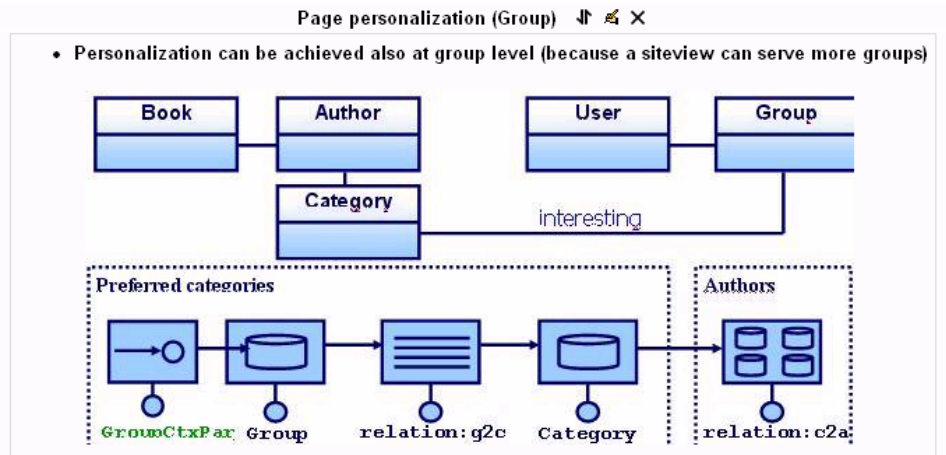 Page personalization (Group)
• Personalization can be achieved also at group level (because a siteview can serve more groups)
Book
Author
User
Group
Category
interesting
Preferred categories
Authors
GroupCtxPar
Group
relation:g2c
Category
relation:c2a